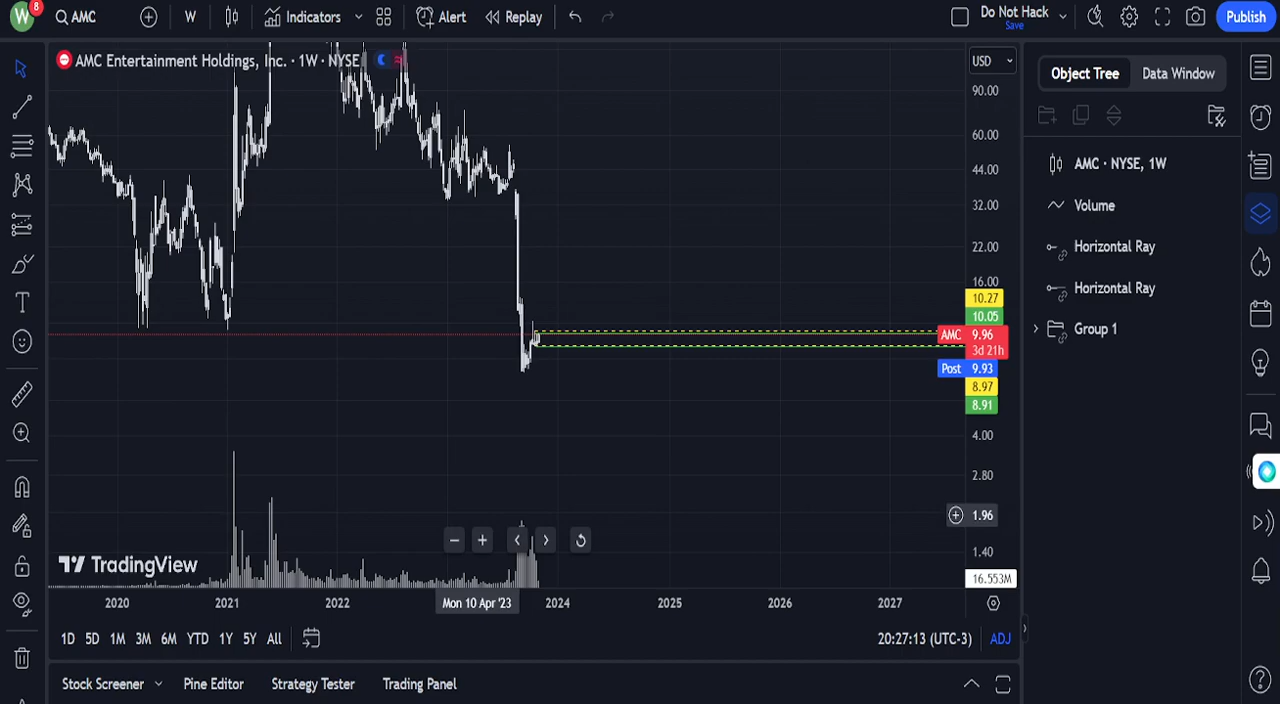 W
8
AMC
W
Indicators
Alert
Replay
Do Not Hack
Save
Publish
AMC Entertainment Holdings, Inc. · 1W · NYSE
USD
90.00
60.00
44.00
32.00
22.00
16.00
10.27
10.05
AMC 9.96
3d 21h
Post 9.93
8.97
8.91
4.00
2.80
1.96
1.40
16.553M
TradingView
2020
2021
2022
Mon 10 Apr '23
2024
2025
2026
2027
1D 5D 1M 3M 6M YTD 1Y 5Y All
20:27:13 (UTC-3)
ADJ
Stock Screener
Pine Editor
Strategy Tester
Trading Panel
Object Tree
Data Window
AMC · NYSE, 1W
Volume
Horizontal Ray
Horizontal Ray
Group 1